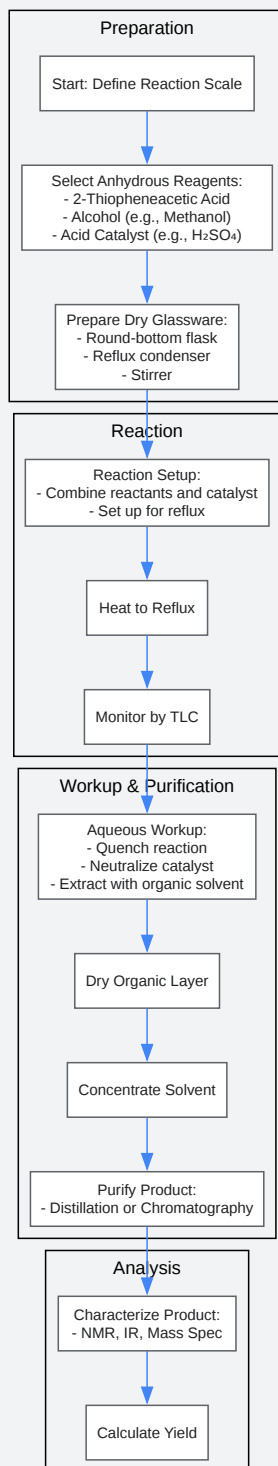 Preparation
Start: Define Reaction Scale
Select Anhydrous Reagents:
- 2-Thiopheneacetic Acid
- Alcohol (e.g., Methanol)
- Acid Catalyst (e.g., H₂SO₄)
Prepare Dry Glassware:
- Round-bottom flask
- Reflux condenser
- Stirrer
Reaction
Reaction Setup:
- Combine reactants and catalyst
- Set up for reflux
Heat to Reflux
Monitor by TLC
Workup & Purification
Aqueous Workup:
- Quench reaction
- Neutralize catalyst
- Extract with organic solvent
Dry Organic Layer
Concentrate Solvent
Purify Product:
- Distillation or Chromatography
Analysis
Characterize Product:
- NMR, IR, Mass Spec
Calculate Yield